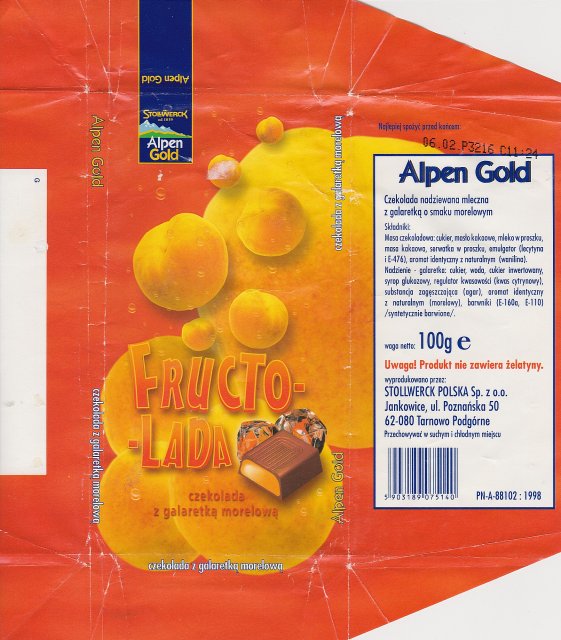 Alpen Gold
STOLLWERCK
od 1839
Alpen
Gold
Alpen Gold
czekolada z galaretką morelową
FRUCTO-
-LADA
czekolada
z galaretką morelową
Alpen Gold
czekolada z galaretką morelową
czekolada z galaretką morelową
G
Najlepiej spożyć przed końcem:
06.02.P3216 C11:24
Alpen Gold
Czekolada nadziewana mleczna
z galaretką o smaku morelowym
Składniki:
Masa czekoladowa: cukier, masło kakaowe, mleko w proszku,
masa kakaowa, serwatka w proszku, emulgator (lecytyna
i E-476), aromat identyczny z naturalnym (wanilina).
Nadzienie - galaretka: cukier, woda, cukier inwertowany,
syrop glukozowy, regulator kwasowości (kwas cytrynowy),
substancja zagęszczająca (agar), aromat identyczny
z naturalnym (morelowy), barwniki (E-160a, E-110)
/syntetycznie barwione/.
waga netto: 100g e
Uwaga! Produkt nie zawiera żelatyny.
wyprodukowano przez:
STOLLWERCK POLSKA Sp. z o.o.
Jankowice, ul. Poznańska 50
62-080 Tarnowo Podgórne
Przechowywać w suchym i chłodnym miejscu
5 903189 075140
PN-A-88102 : 1998